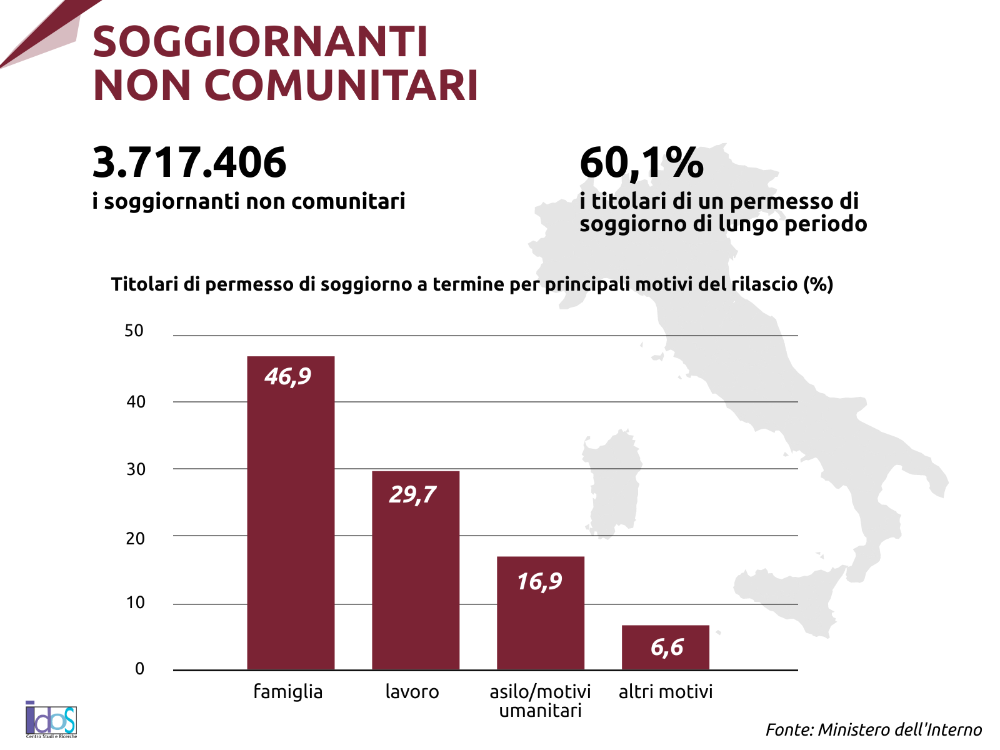 SOGGIORNANTI
NON COMUNITARI
3.717.406
i soggiornanti non comunitari
60,1%
i titolari di un permesso di
soggiorno di lungo periodo
Titolari di permesso di soggiorno a termine per principali motivi del rilascio (%)
50
40
30
20
10
0
46,9
29,7
16,9
6,6
famiglia
lavoro
asilo/motivi
umanitari
altri motivi
idos
Centro Studi e Ricerche
Fonte: Ministero dell'Interno